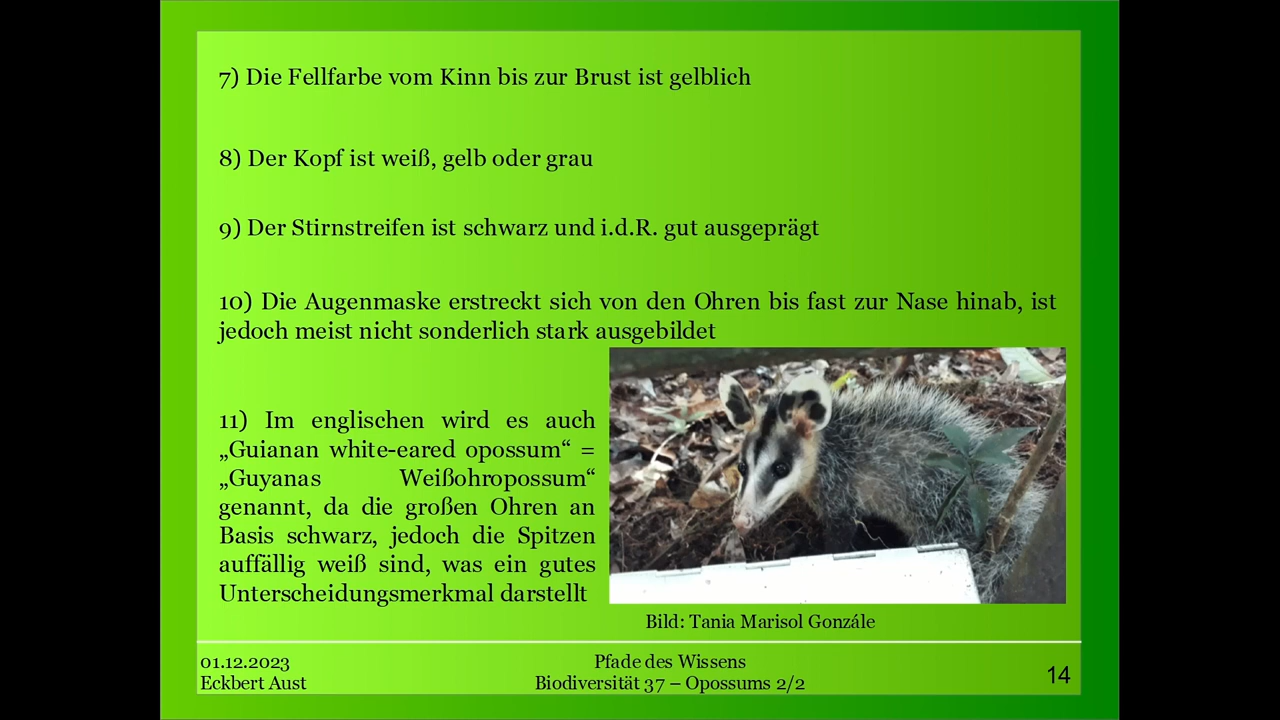 7) Die Fellfarbe vom Kinn bis zur Brust ist gelblich
8) Der Kopf ist weiß, gelb oder grau
9) Der Stirnstreifen ist schwarz und i.d.R. gut ausgeprägt
10) Die Augenmaske erstreckt sich von den Ohren bis fast zur Nase hinab, ist
jedoch meist nicht sonderlich stark ausgebildet
11) Im englischen wird es auch
„Guianan white-eared opossum“ =
„Guyanas Weißohropossum“
genannt, da die großen Ohren an
Basis schwarz, jedoch die Spitzen
auffällig weiß sind, was ein gutes
Unterscheidungsmerkmal darstellt
Bild: Tania Marisol Gonzále
01.12.2023
Eckbert Aust
Pfade des Wissens
Biodiversität 37 – Opossums 2/2
14